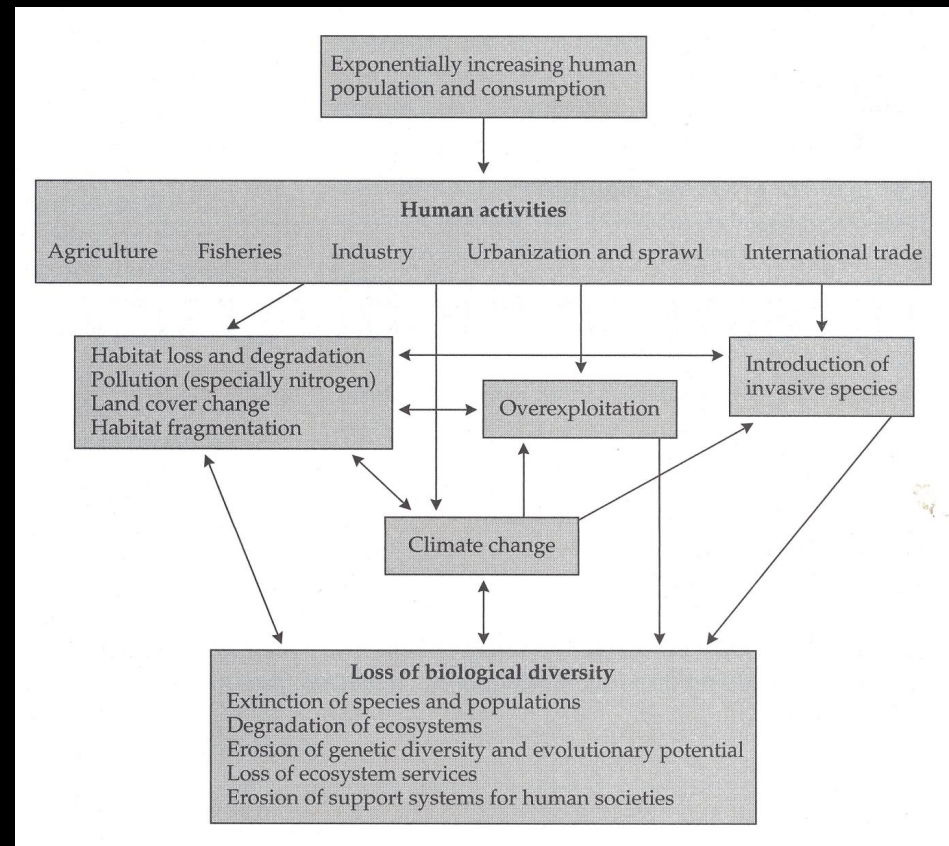 Exponentially increasing human
population and consumption
Human activities
Agriculture Fisheries Industry Urbanization and sprawl International trade
Habitat loss and degradation
Pollution (especially nitrogen)
Land cover change
Habitat fragmentation
Overexploitation
Introduction of
invasive species
Climate change
Loss of biological diversity
Extinction of species and populations
Degradation of ecosystems
Erosion of genetic diversity and evolutionary potential
Loss of ecosystem services
Erosion of support systems for human societies